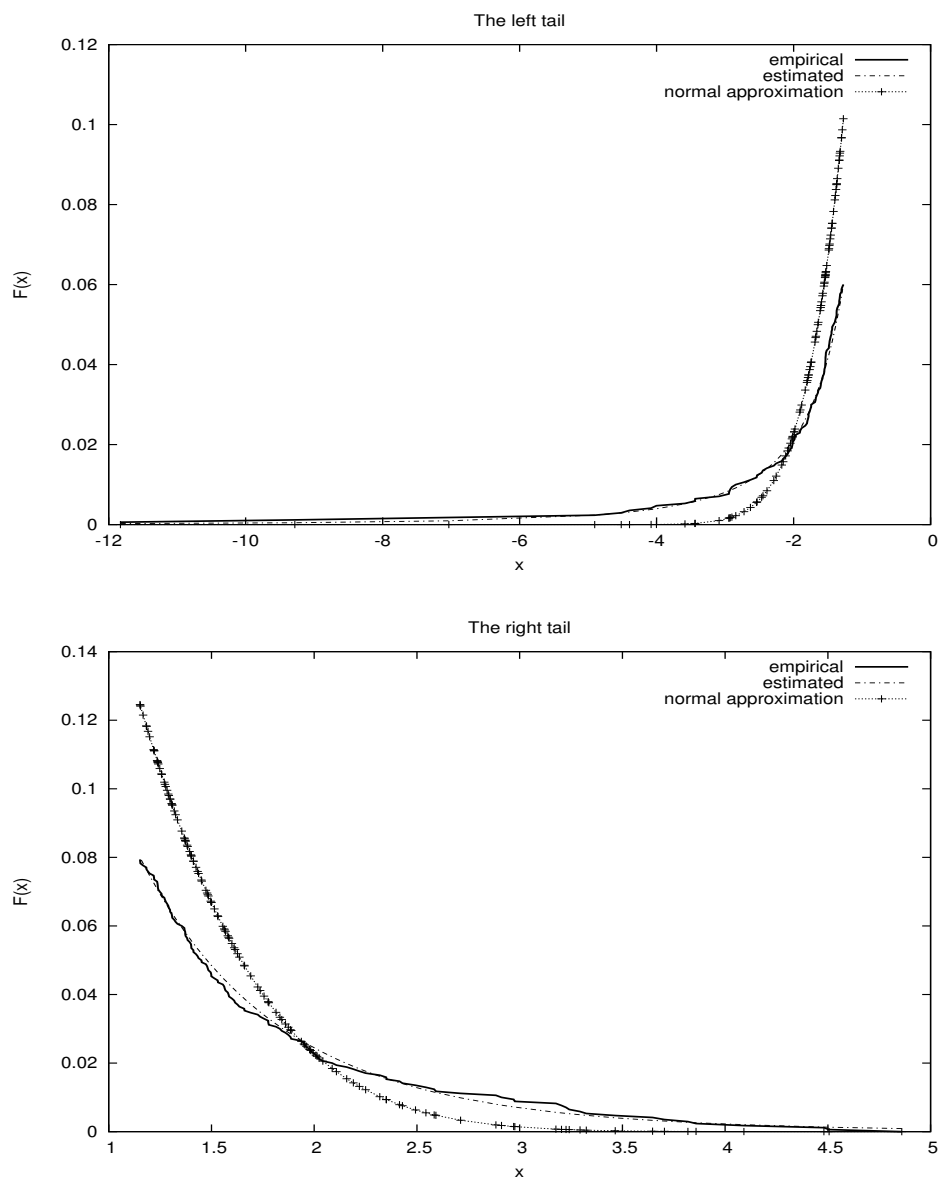 The left tail
0.12
0.1
0.08
0.06
0.04
0.02
0
F(x)
empirical
estimated
normal approximation
-12
-10
-8
-6
-4
-2
0
x
The right tail
0.14
0.12
0.1
0.08
0.06
0.04
0.02
0
F(x)
empirical
estimated
normal approximation
1
1.5
2
2.5
3
3.5
4
4.5
5
x